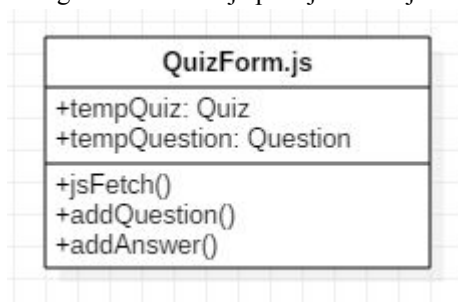 QuizForm.js
+tempQuiz: Quiz
+tempQuestion: Question
+jsFetch()
+addQuestion()
+addAnswer()